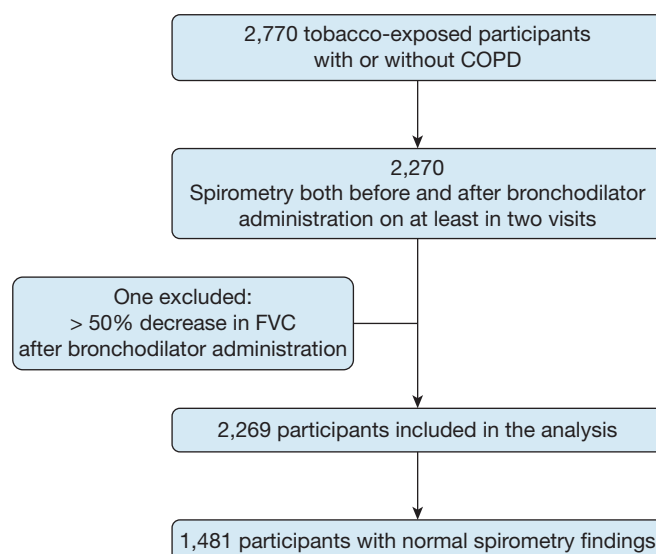 2,770 tobacco-exposed participants
with or without COPD
2,270
Spirometry both before and after bronchodilator
administration on at least in two visits
One excluded:
> 50% decrease in FVC
after bronchodilator administration
2,269 participants included in the analysis
1,481 participants with normal spirometry findings